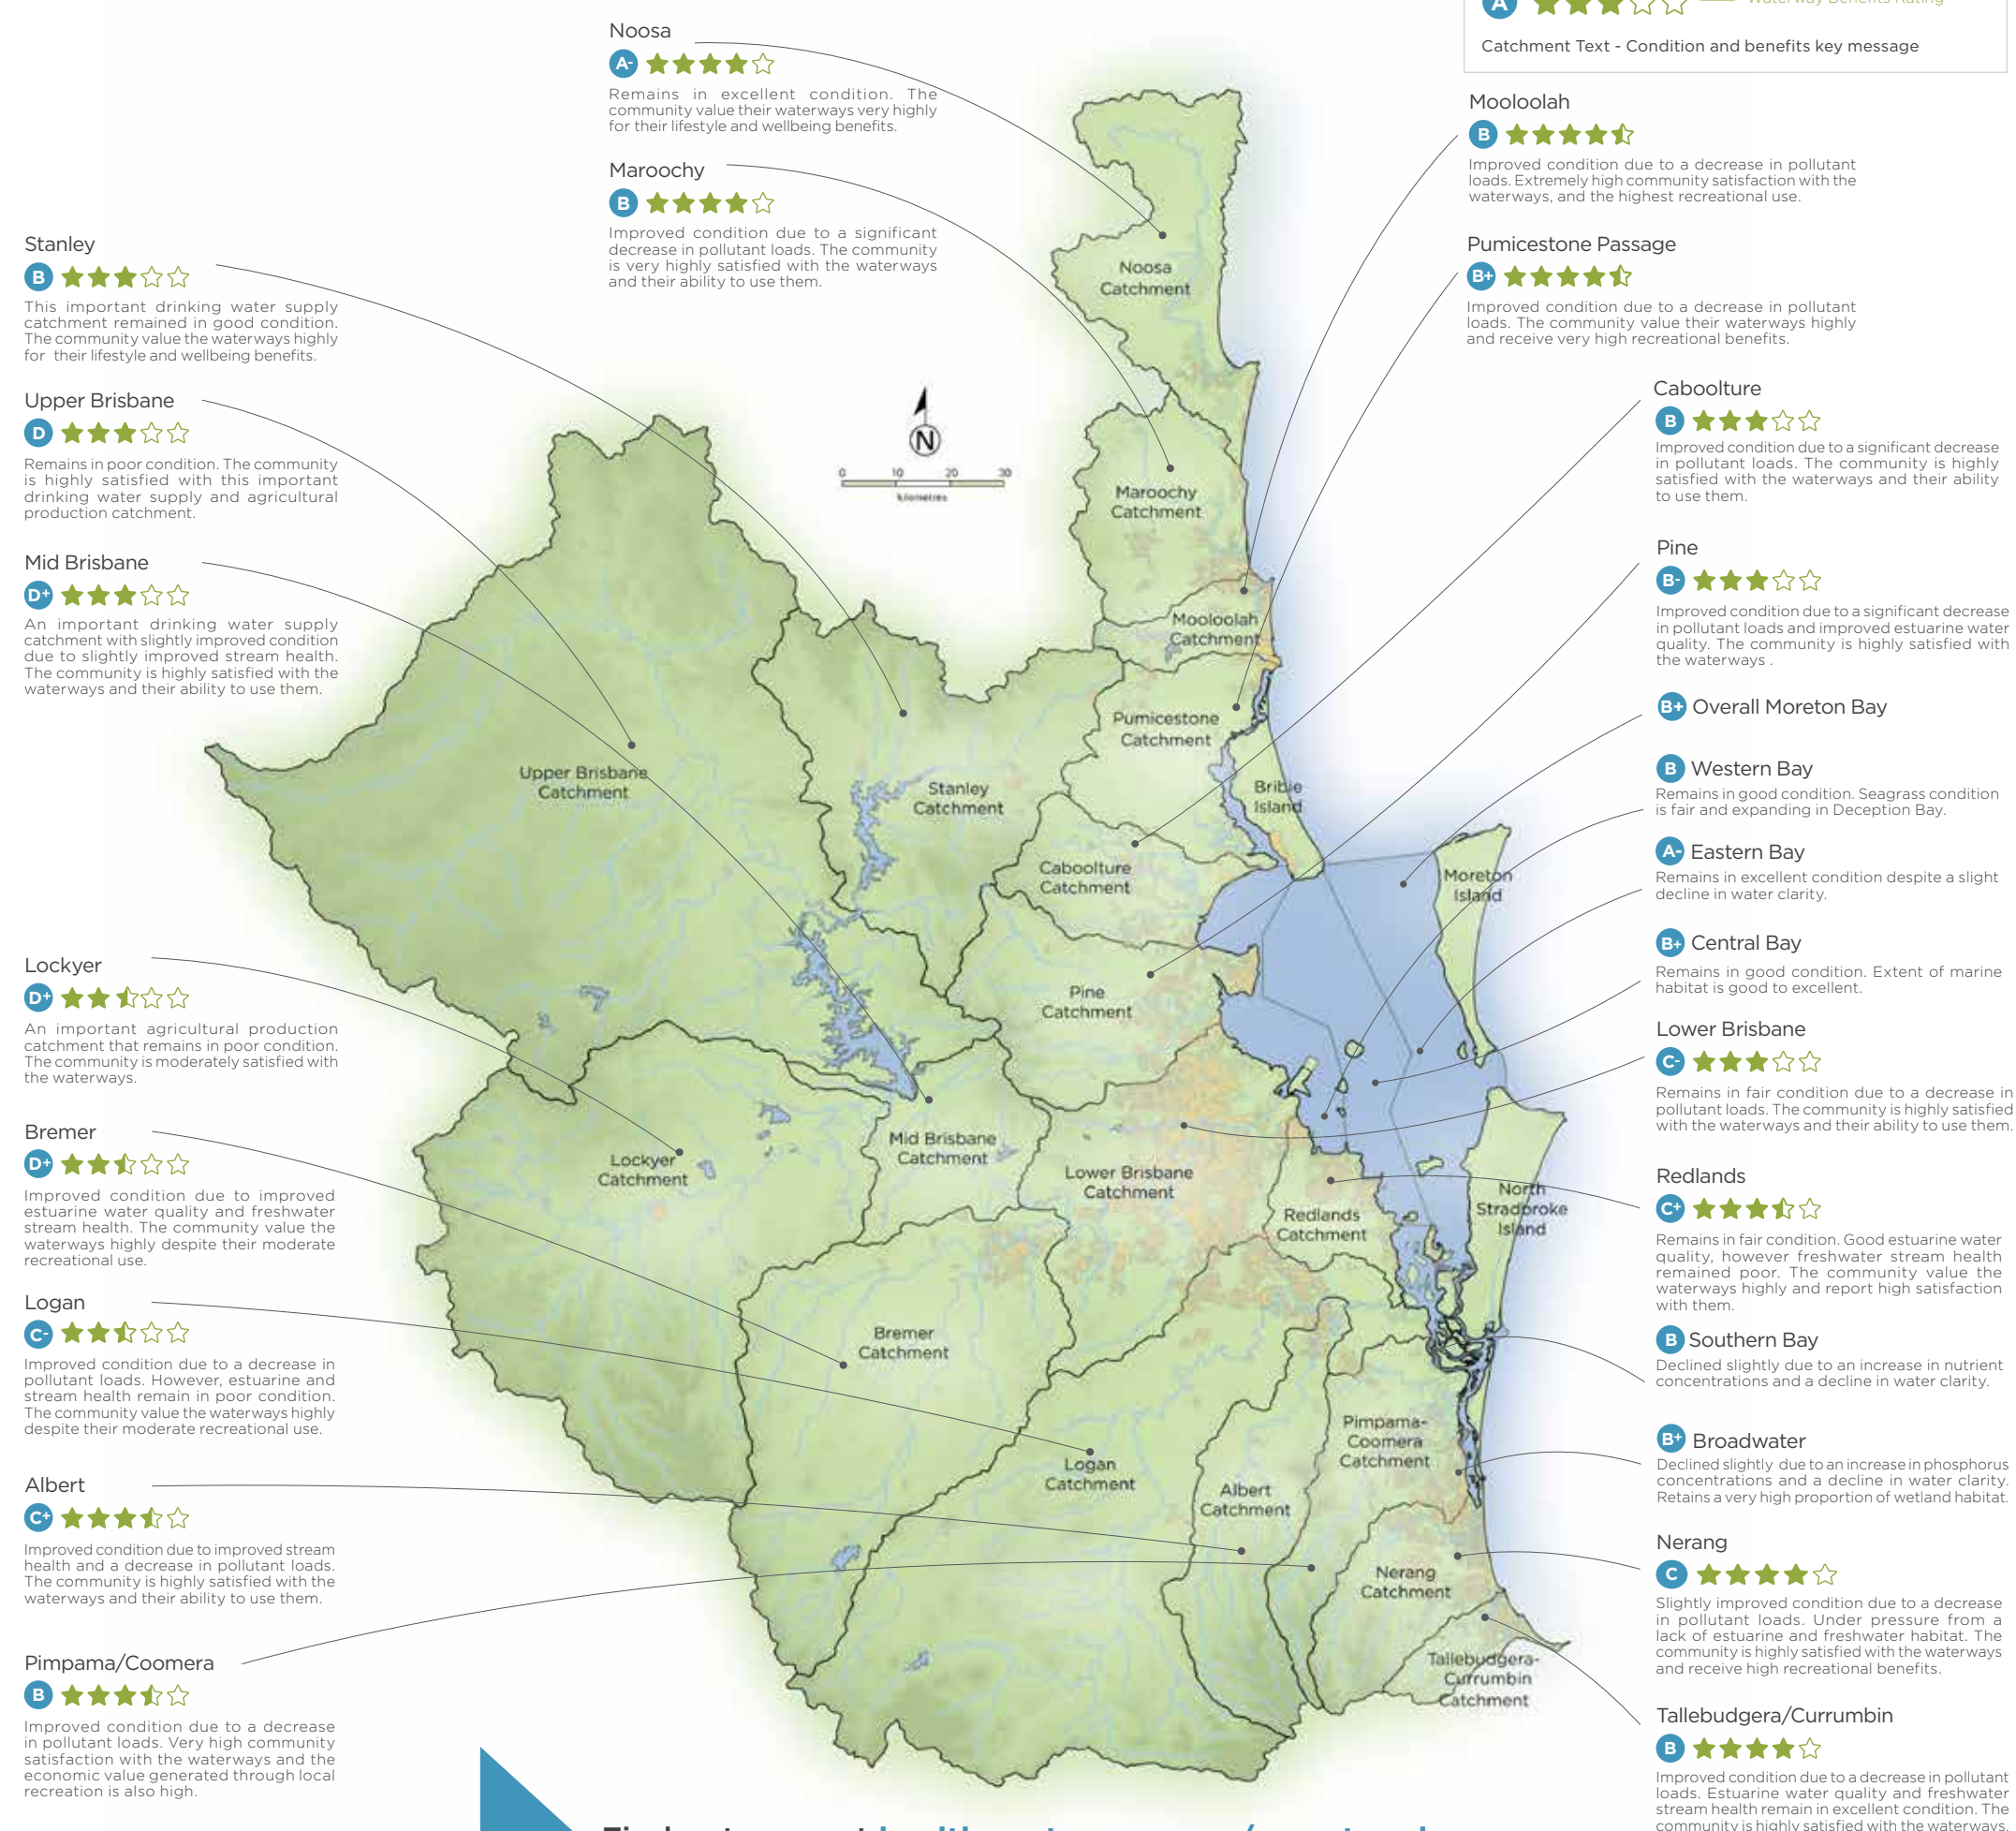 A
Waterway Benefits Rating
Catchment Text - Condition and benefits key message
Noosa
A-
Remains in excellent condition. The
community value their waterways very highly
for their lifestyle and wellbeing benefits.
Maroochy
B
Improved condition due to a significant
decrease in pollutant loads. The community
is very highly satisfied with the waterways
and their ability to use them.
Stanley
B
This important drinking water supply
catchment remained in good condition.
The community value the waterways highly
for their lifestyle and wellbeing benefits.
Upper Brisbane
D
Remains in poor condition. The community
is highly satisfied with this important
drinking water supply and agricultural
production catchment.
Mid Brisbane
D+
An important drinking water supply
catchment with slightly improved condition
due to slightly improved stream health.
The community is highly satisfied with the
waterways and their ability to use them.
Lockyer
D+
An important agricultural production
catchment that remains in poor condition.
The community is moderately satisfied with
the waterways.
Bremer
D+
Improved condition due to improved
estuarine water quality and freshwater
stream health. The community value the
waterways highly despite their moderate
recreational use.
Logan
C-
Improved condition due to a decrease in
pollutant loads. However, estuarine and
stream health remain in poor condition.
The community value the waterways highly
despite their moderate recreational use.
Albert
C+
Improved condition due to improved stream
health and a decrease in pollutant loads.
The community is highly satisfied with the
waterways and their ability to use them.
Pimpama/Coomera
B
Improved condition due to a decrease
in pollutant loads. Very high community
satisfaction with the waterways and the
economic value generated through local
recreation is also high.
N
0 10 20 30
kilometres
Noosa
Catchment
Maroochy
Catchment
Mooloolah
Catchment
Pumicestone
Catchment
Bribie
Island
Upper Brisbane
Catchment
Stanley
Catchment
Caboolture
Catchment
Moreton
Island
Pine
Catchment
Mid Brisbane
Catchment
Lockyer
Catchment
Lower Brisbane
Catchment
North
Stradbroke
Island
Redlands
Catchment
Bremer
Catchment
Pimpama-
Coomera
Catchment
Logan
Catchment
Albert
Catchment
Nerang
Catchment
Tallebudgera-
Currumbin
Catchment
Mooloolah
B
Improved condition due to a decrease in pollutant
loads. Extremely high community satisfaction with the
waterways, and the highest recreational use.
Pumicestone Passage
B+
Improved condition due to a decrease in pollutant
loads. The community value their waterways highly
and receive very high recreational benefits.
Caboolture
B
Improved condition due to a significant decrease
in pollutant loads. The community is highly
satisfied with the waterways and their ability
to use them.
Pine
B-
Improved condition due to a significant decrease
in pollutant loads and improved estuarine water
quality. The community is highly satisfied with
the waterways .
B+ Overall Moreton Bay
B Western Bay
Remains in good condition. Seagrass condition
is fair and expanding in Deception Bay.
A- Eastern Bay
Remains in excellent condition despite a slight
decline in water clarity.
B+ Central Bay
Remains in good condition. Extent of marine
habitat is good to excellent.
Lower Brisbane
C-
Remains in fair condition due to a decrease in
pollutant loads. The community is highly satisfied
with the waterways and their ability to use them.
Redlands
C+
Remains in fair condition. Good estuarine water
quality, however freshwater stream health
remained poor. The community value the
waterways highly and report high satisfaction
with them.
B Southern Bay
Declined slightly due to an increase in nutrient
concentrations and a decline in water clarity.
B+ Broadwater
Declined slightly due to an increase in phosphorus
concentrations and a decline in water clarity.
Retains a very high proportion of wetland habitat.
Nerang
C
Slightly improved condition due to a decrease
in pollutant loads. Under pressure from a
lack of estuarine and freshwater habitat. The
community is highly satisfied with the waterways
and receive high recreational benefits.
Tallebudgera/Currumbin
B
Improved condition due to a decrease in pollutant
loads. Estuarine water quality and freshwater
stream health remain in excellent condition. The
community is highly satisfied with the waterways.